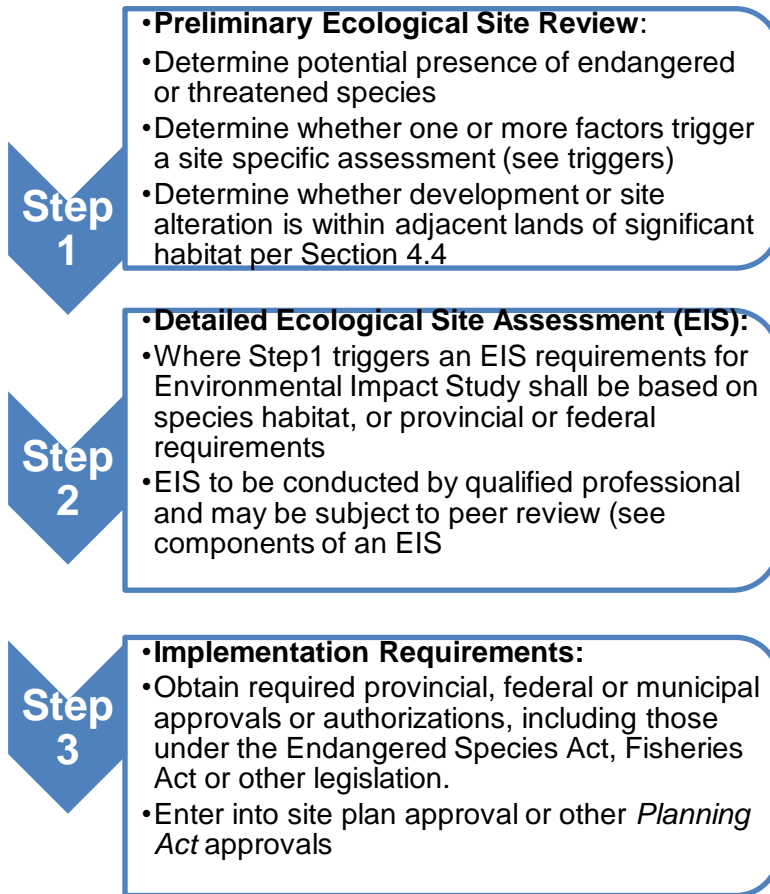 Step
1
•Preliminary Ecological Site Review:
•Determine potential presence of endangered
or threatened species
•Determine whether one or more factors trigger
a site specific assessment (see triggers)
•Determine whether development or site
alteration is within adjacent lands of significant
habitat per Section 4.4
Step
2
•Detailed Ecological Site Assessment (EIS):
•Where Step1 triggers an EIS requirements for
Environmental Impact Study shall be based on
species habitat, or provincial or federal
requirements
•EIS to be conducted by qualified professional
and may be subject to peer review (see
components of an EIS
Step
3
•Implementation Requirements:
•Obtain required provincial, federal or municipal
approvals or authorizations, including those
under the Endangered Species Act, Fisheries
Act or other legislation.
•Enter into site plan approval or other Planning
Act approvals